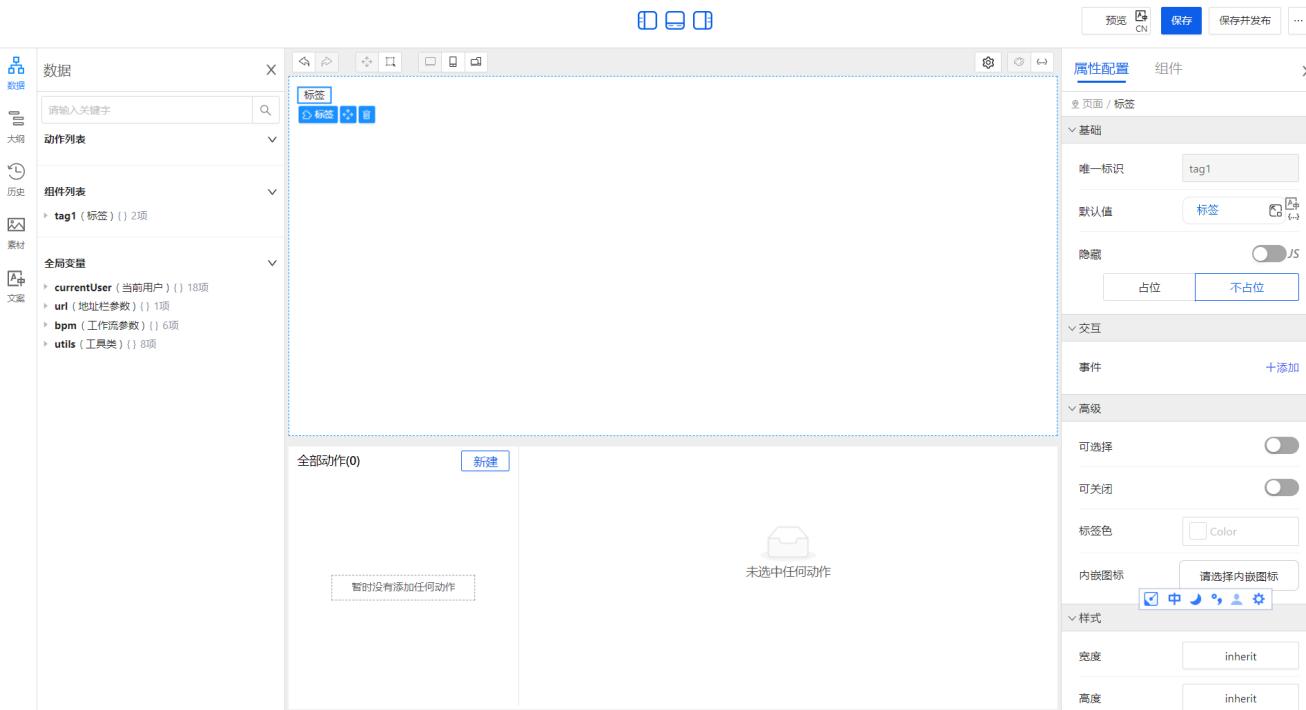 预览 CN 保存 保存并发布 ...
数据
大纲
历史
素材
文案
数据
请输入关键字
动作列表
组件列表
tag1 (标签) {} 2项
全局变量
currentUser (当前用户) {} 18项
url (地址栏参数) {} 1项
bpm (工作流参数) {} 6项
utils (工具类) {} 8项
标签
标签
全部动作(0) 新建
暂时没有添加任何动作
未选中任何动作
属性配置 组件
页面 / 标签
基础
唯一标识 tag1
默认值 标签
隐藏 JS
占位 不占位
交互
事件 +添加
高级
可选择
可关闭
标签色 Color
内嵌图标 请选择内嵌图标
中
样式
宽度 inherit
高度 inherit